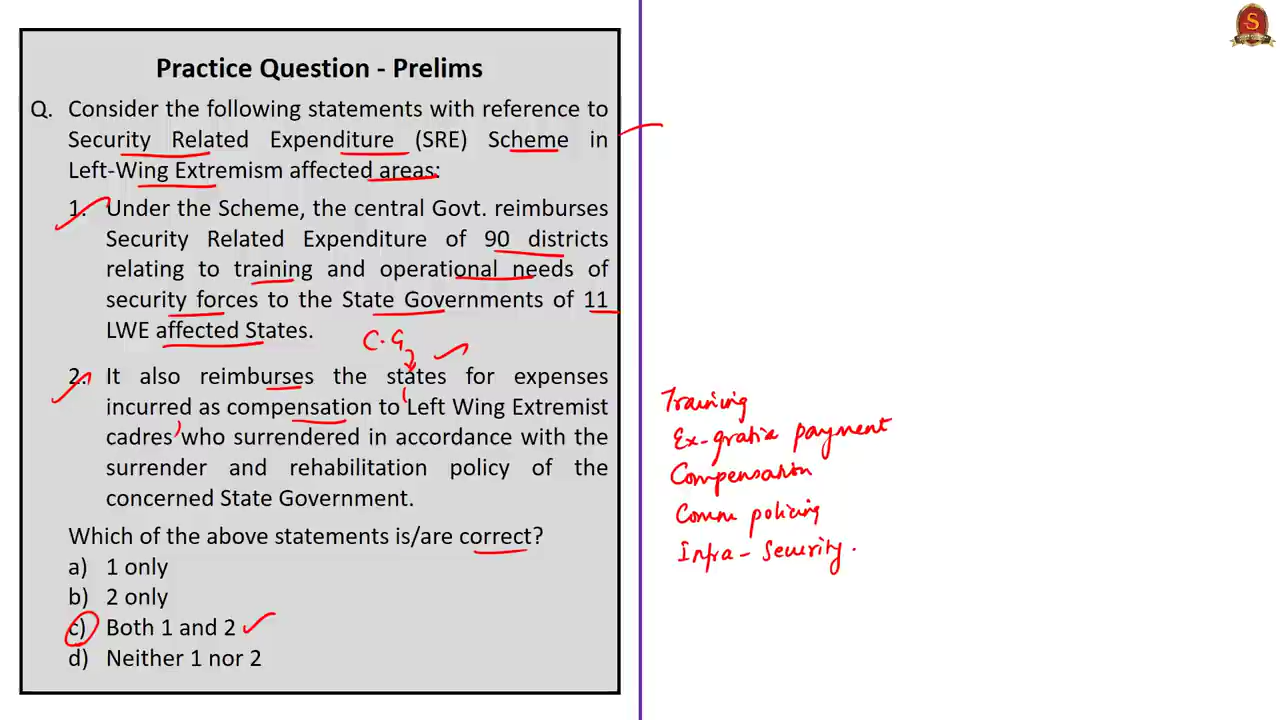 Practice Question - Prelims
Q. Consider the following statements with reference to
Security Related Expenditure (SRE) Scheme in
Left-Wing Extremism affected areas:
1. Under the Scheme, the central Govt. reimburses
Security Related Expenditure of 90 districts
relating to training and operational needs of
security forces to the State Governments of 11
LWE affected States.
C.G
2. It also reimburses the states for expenses
incurred as compensation to Left Wing Extremist
cadres who surrendered in accordance with the
surrender and rehabilitation policy of the
concerned State Government.
Which of the above statements is/are correct?
a) 1 only
b) 2 only
c) Both 1 and 2
d) Neither 1 nor 2
S
Training
Ex-gratia payment
Compensation
Comm policing
Infra - Security.